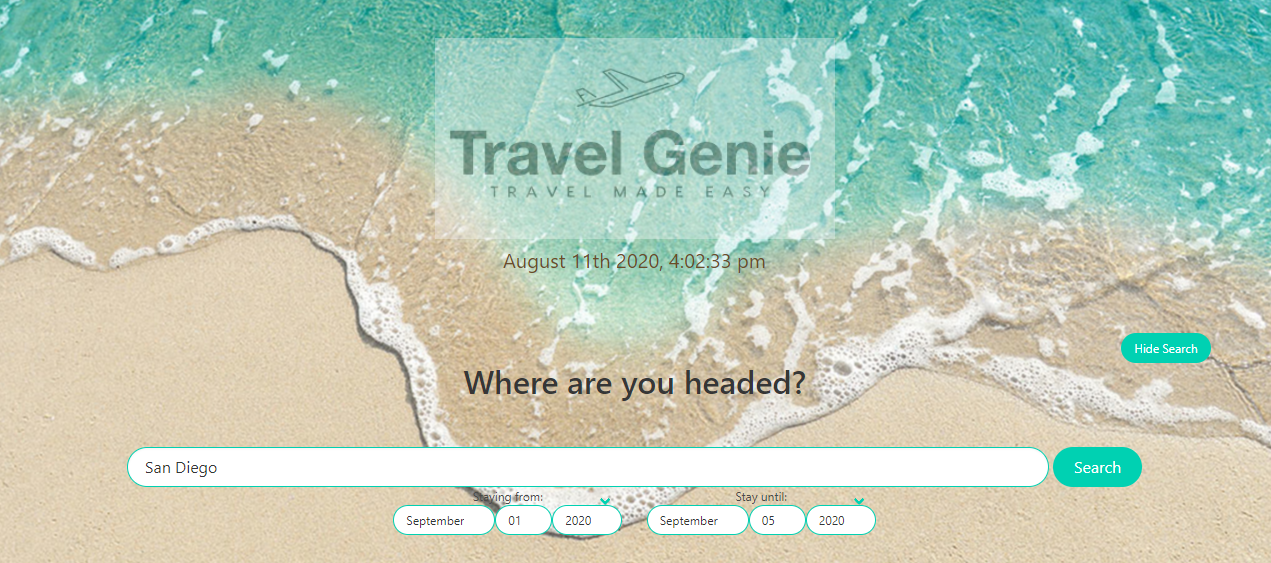 Travel Genie
TRAVEL MADE EASY
August 11th 2020, 4:02:33 pm
Hide Search
Where are you headed?
San Diego Search
Staying from: Stay until:
September 01 2020 September 05 2020